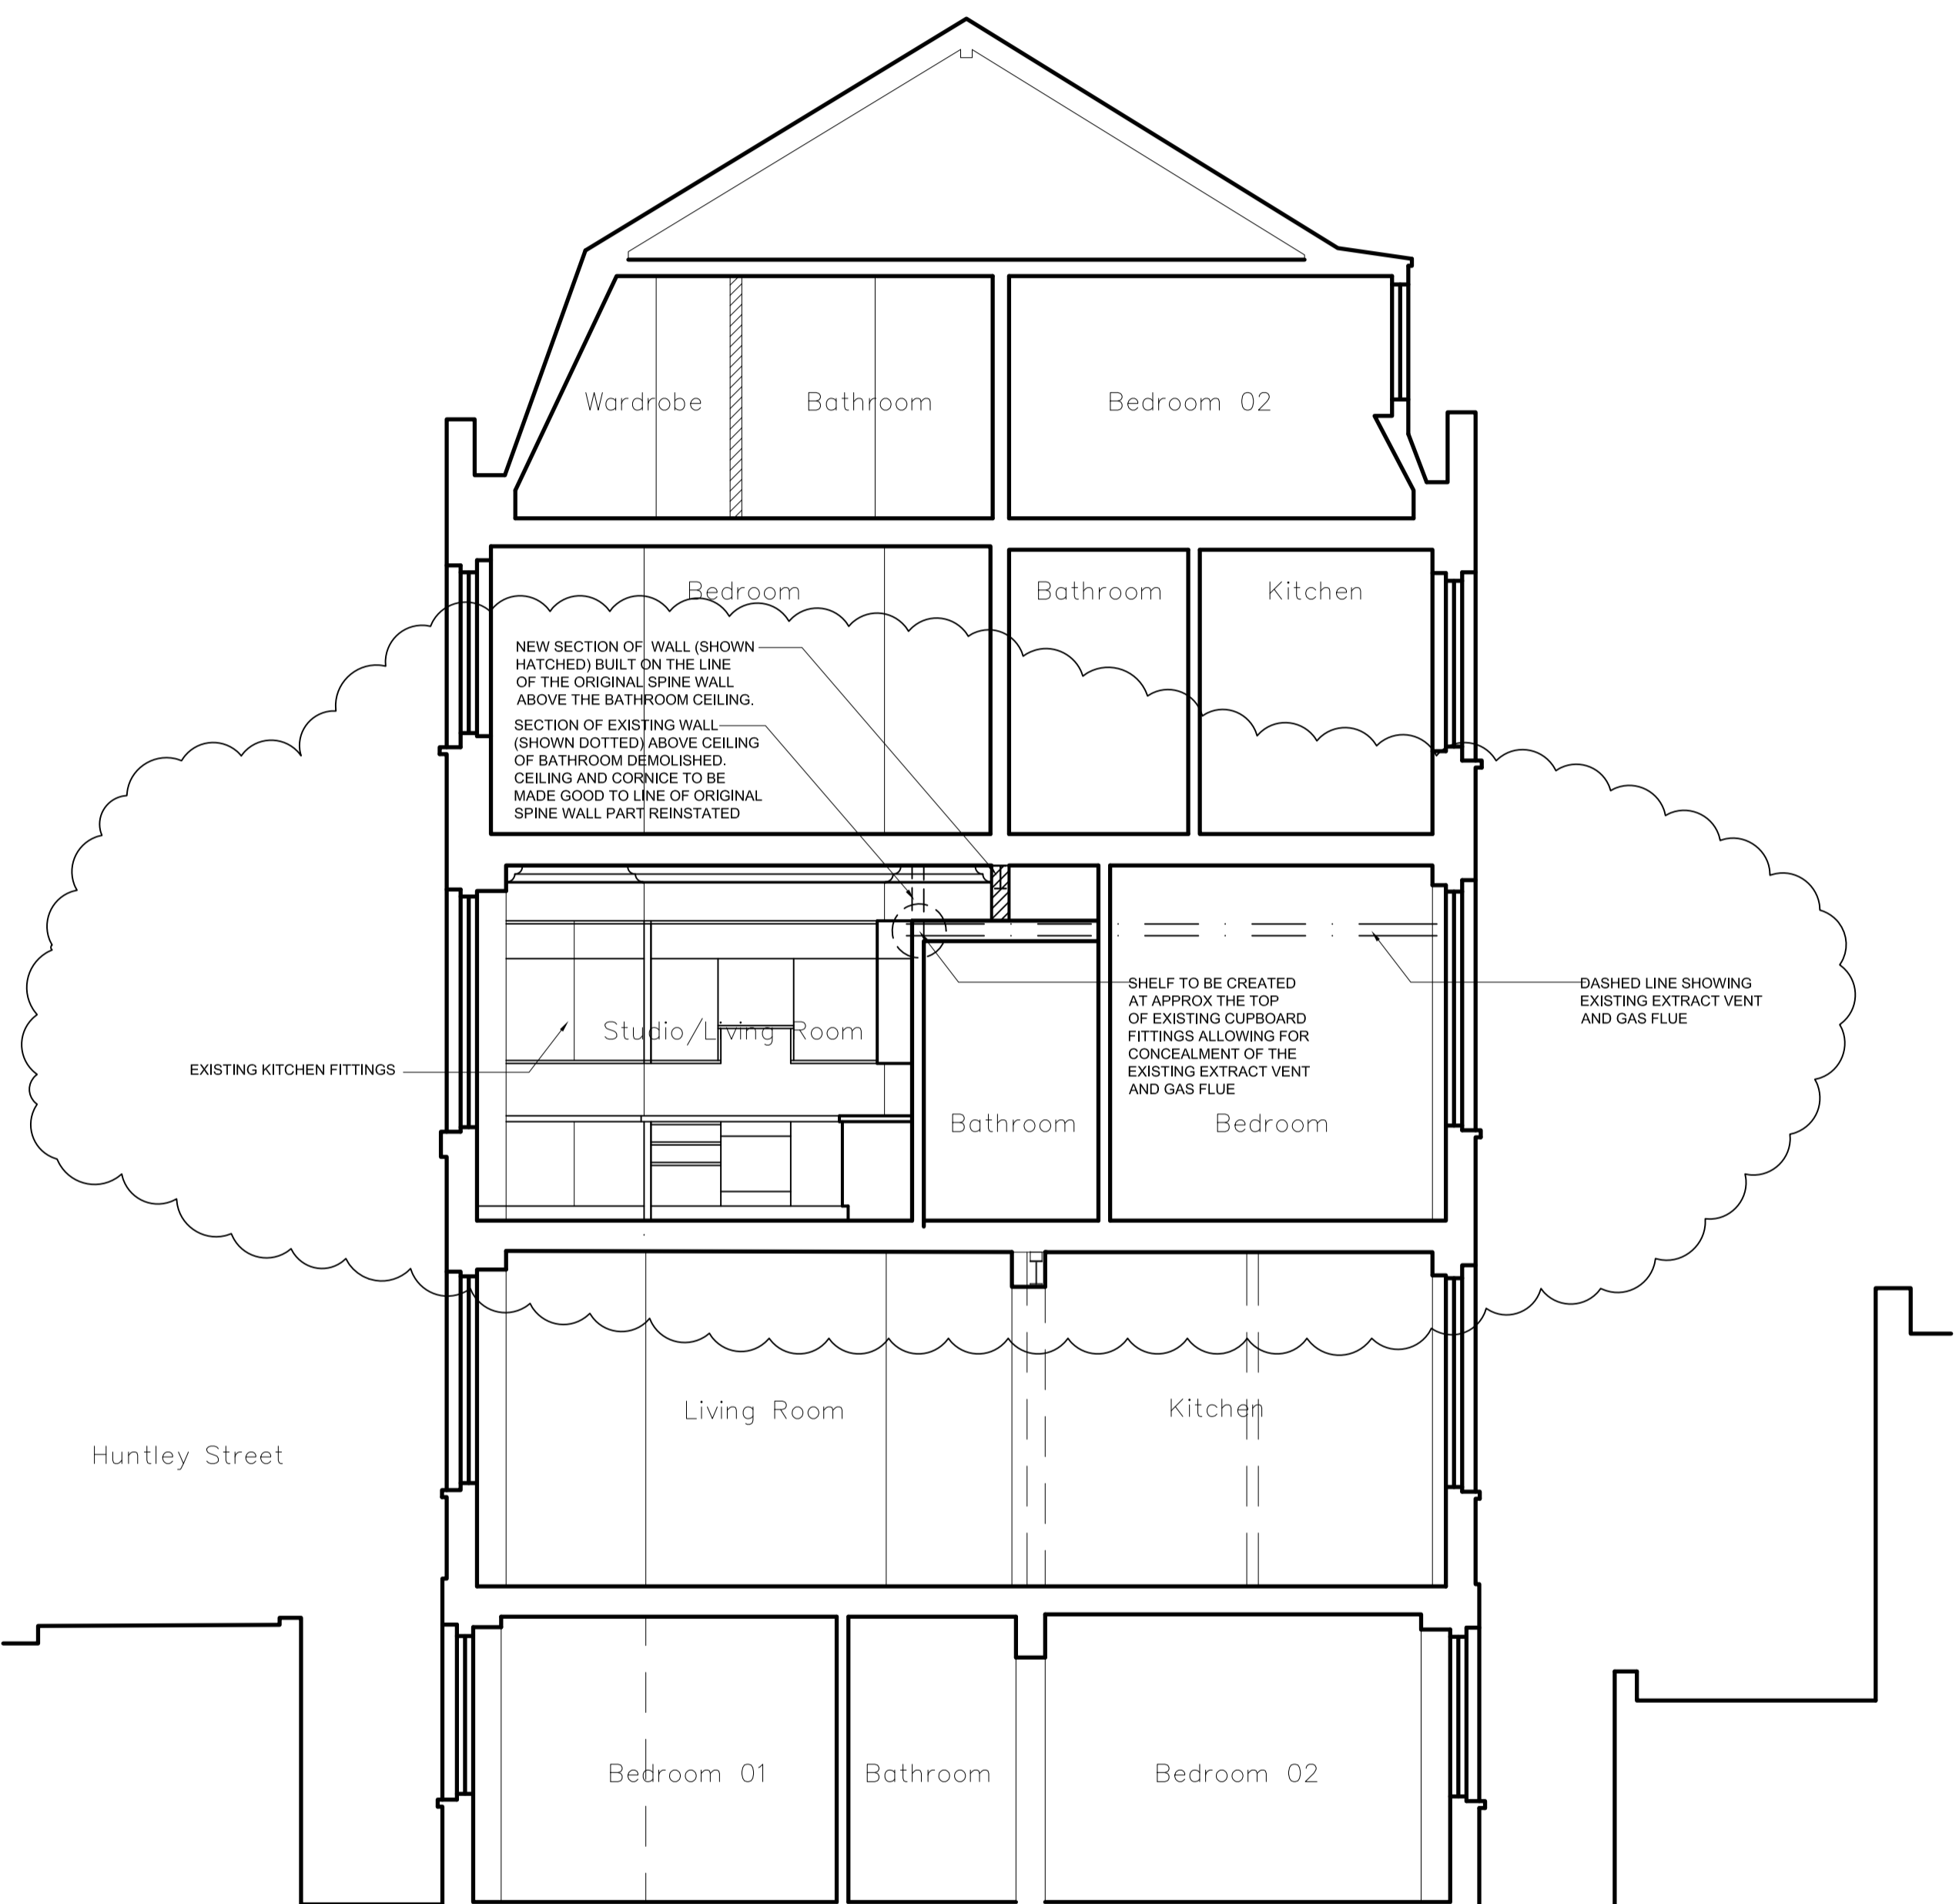 Wardrobe
Bathroom
Bedroom 02
Bedroom
Bathroom
Kitchen
NEW SECTION OF WALL (SHOWN
HATCHED) BUILT ON THE LINE
OF THE ORIGINAL SPINE WALL
ABOVE THE BATHROOM CEILING.
SECTION OF EXISTING WALL
(SHOWN DOTTED) ABOVE CEILING
OF BATHROOM DEMOLISHED.
CEILING AND CORNICE TO BE
MADE GOOD TO LINE OF ORIGINAL
SPINE WALL PART REINSTATED
SHELF TO BE CREATED
AT APPROX THE TOP
OF EXISTING CUPBOARD
FITTINGS ALLOWING FOR
CONCEALMENT OF THE
EXISTING EXTRACT VENT
AND GAS FLUE
DASHED LINE SHOWING
EXISTING EXTRACT VENT
AND GAS FLUE
Studio/Living Room
EXISTING KITCHEN FITTINGS
Bathroom
Bedroom
Living Room
Kitchen
Huntley Street
Bedroom 01
Bathroom
Bedroom 02